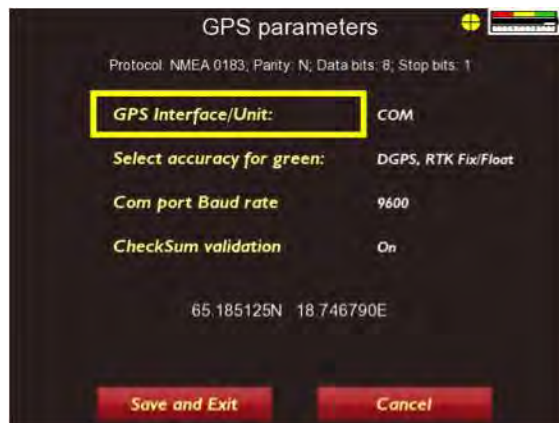 GPS parameters
Protocol: NMEA 0183; Parity: N; Data bits: 8; Stop bits: 1
GPS Interface/Unit: COM
Select accuracy for green: DGPS, RTK Fix/Float
Com port Baud rate 9600
CheckSum validation On
65.185125N 18.746790E
Save and Exit Cancel